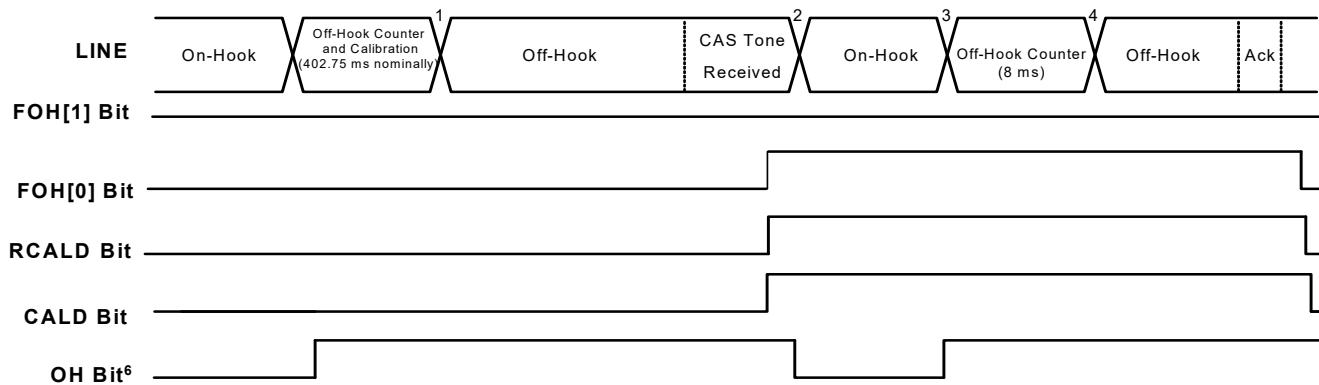 1 2 3 4
LINE
On-Hook
Off-Hook Counter
and Calibration
(402.75 ms nominally)
Off-Hook
CAS Tone
Received
On-Hook
Off-Hook Counter
(8 ms)
Off-Hook
Ack
FOH[1] Bit
FOH[0] Bit
RCALD Bit
CALD Bit
OH Bit⁶